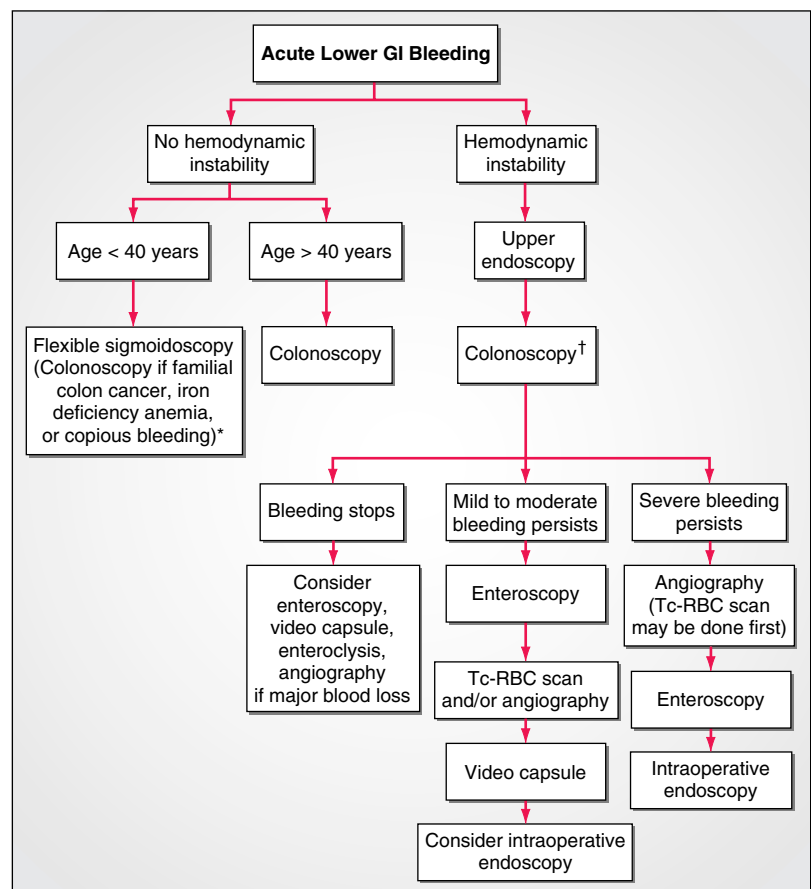 Acute Lower GI Bleeding
No hemodynamic
instability
Hemodynamic
instability
Age < 40 years
Age > 40 years
Upper
endoscopy
Flexible sigmoidoscopy
(Colonoscopy if familial
colon cancer, iron
deficiency anemia,
or copious bleeding)*
Colonoscopy
Colonoscopy†
Bleeding stops
Mild to moderate
bleeding persists
Severe bleeding
persists
Consider
enteroscopy,
video capsule,
enteroclysis,
angiography
if major blood loss
Enteroscopy
Angiography
(Tc-RBC scan
may be done first)
Tc-RBC scan
and/or angiography
Enteroscopy
Video capsule
Intraoperative
endoscopy
Consider intraoperative
endoscopy